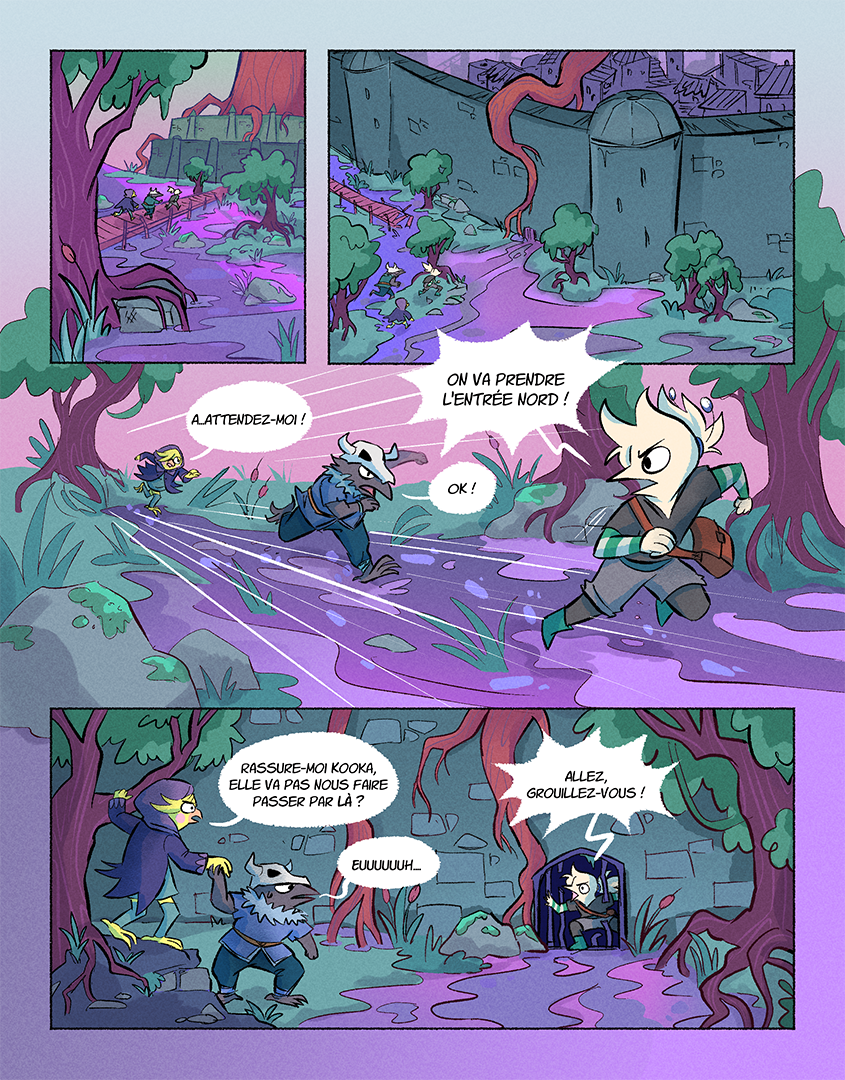 ON VA PRENDRE
L'ENTRÉE NORD !
A...ATTENDEZ-MOI !
OK !
RASSURE-MOI KOOKA,
ELLE VA PAS NOUS FAIRE
PASSER PAR LÀ ?
EUUUUUUH...
ALLEZ,
GROUILLEZ-VOUS !